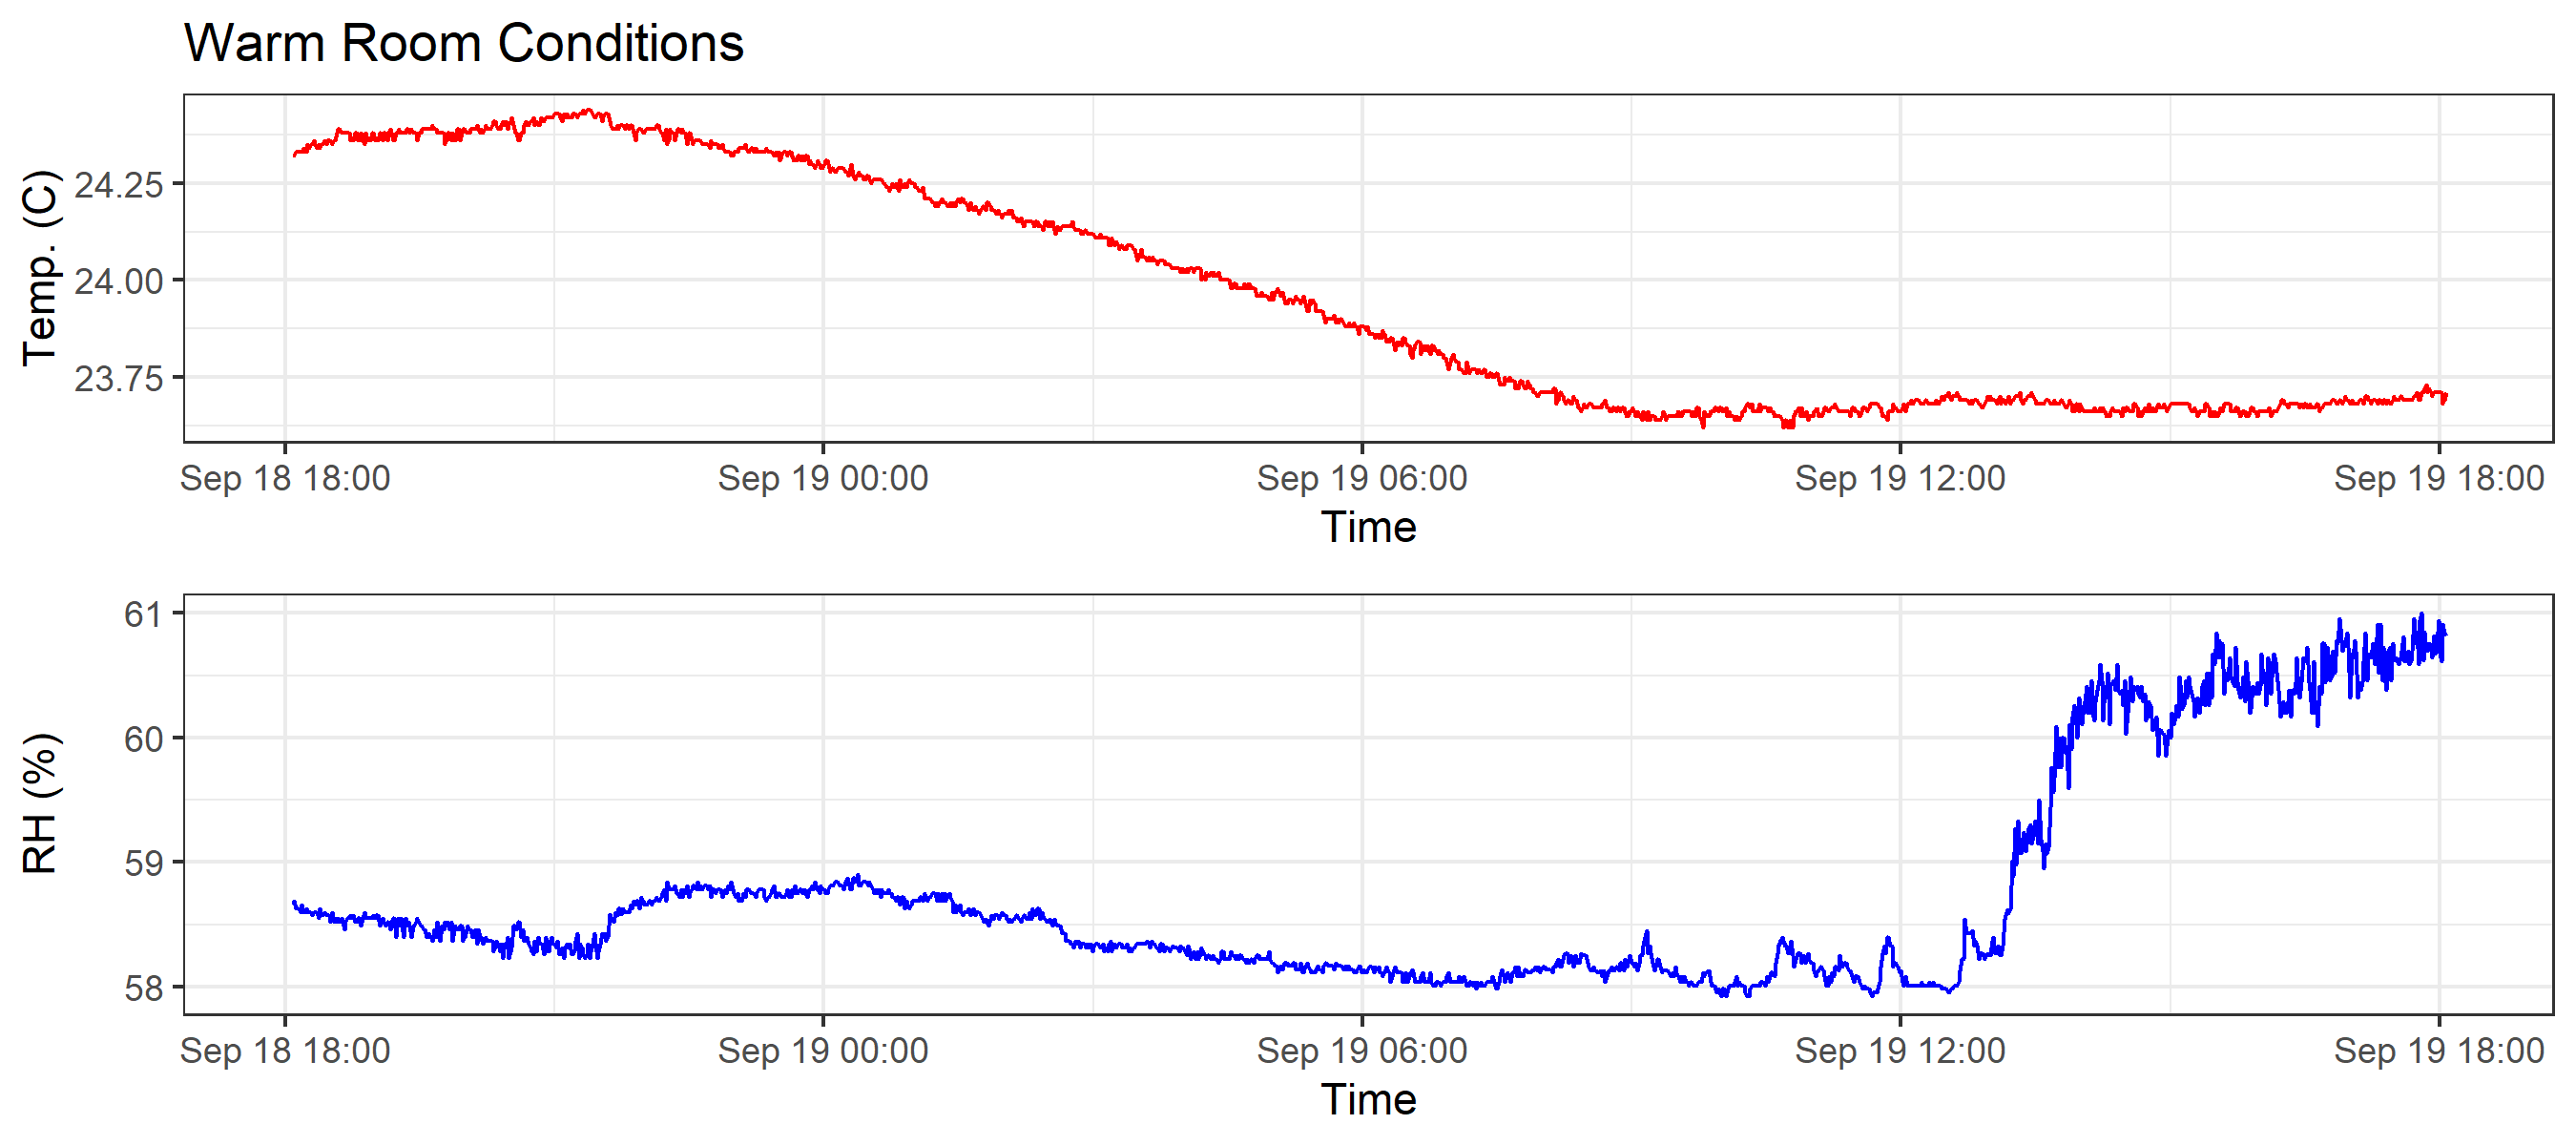 Warm Room Conditions
Temp. (C)
24.25
24.00
23.75
Sep 18 18:00 Sep 19 00:00 Sep 19 06:00 Sep 19 12:00 Sep 19 18:00
Time
RH (%)
61
60
59
58
Sep 18 18:00 Sep 19 00:00 Sep 19 06:00 Sep 19 12:00 Sep 19 18:00
Time